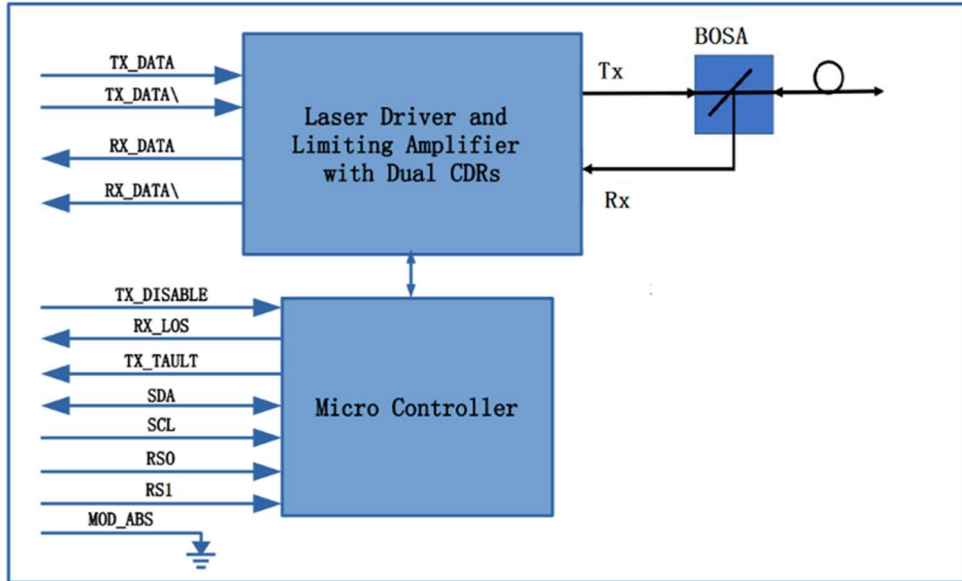 BOSA
TX_DATA
Tx
TX_DATA\
Laser Driver and
Limiting Amplifier
with Dual CDRs
RX_DATA
RX_DATA\
Rx
TX_DISABLE
RX_LOS
TX_TAULT
SDA
Micro Controller
SCL
RS0
RS1
MOD_ABS